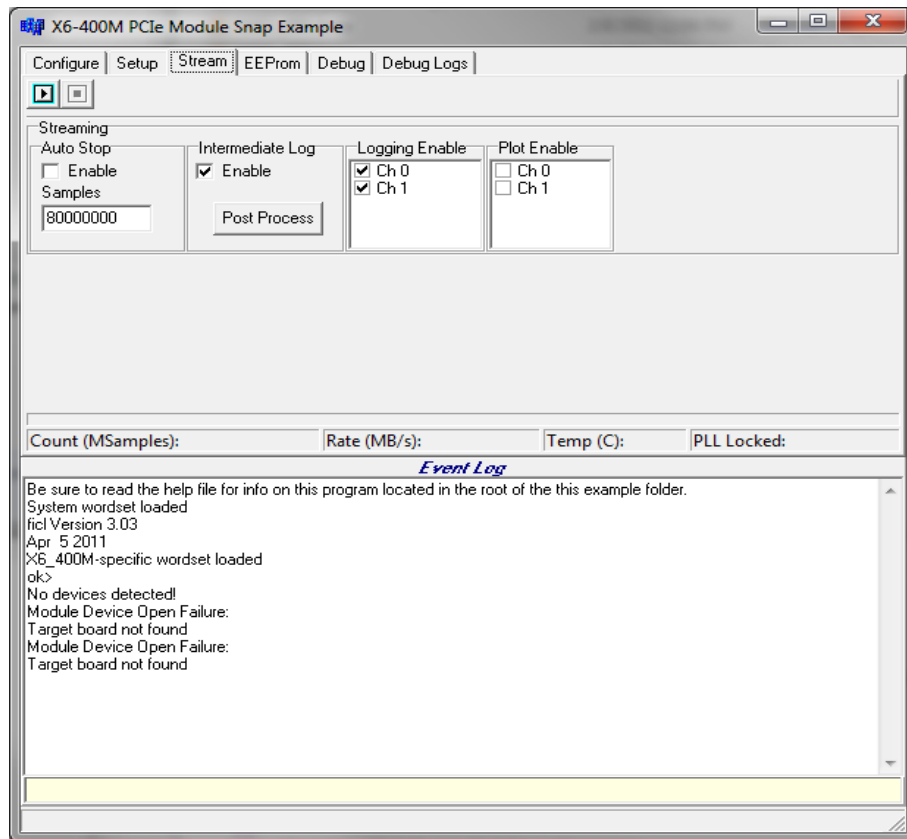 X6-400M PCIe Module Snap Example
Configure Setup Stream EEProm Debug Debug Logs
Streaming
Auto Stop Intermediate Log Logging Enable Plot Enable
Enable Enable Ch 0 Ch 0
Samples Ch 1 Ch 1
80000000 Post Process
Count (MSamples): Rate (MB/s): Temp (C): PLL Locked:
Event Log
Be sure to read the help file for info on this program located in the root of the this example folder.
System wordset loaded
ficl Version 3.03
Apr 5 2011
X6_400M-specific wordset loaded
ok>
No devices detected!
Module Device Open Failure:
Target board not found
Module Device Open Failure:
Target board not found